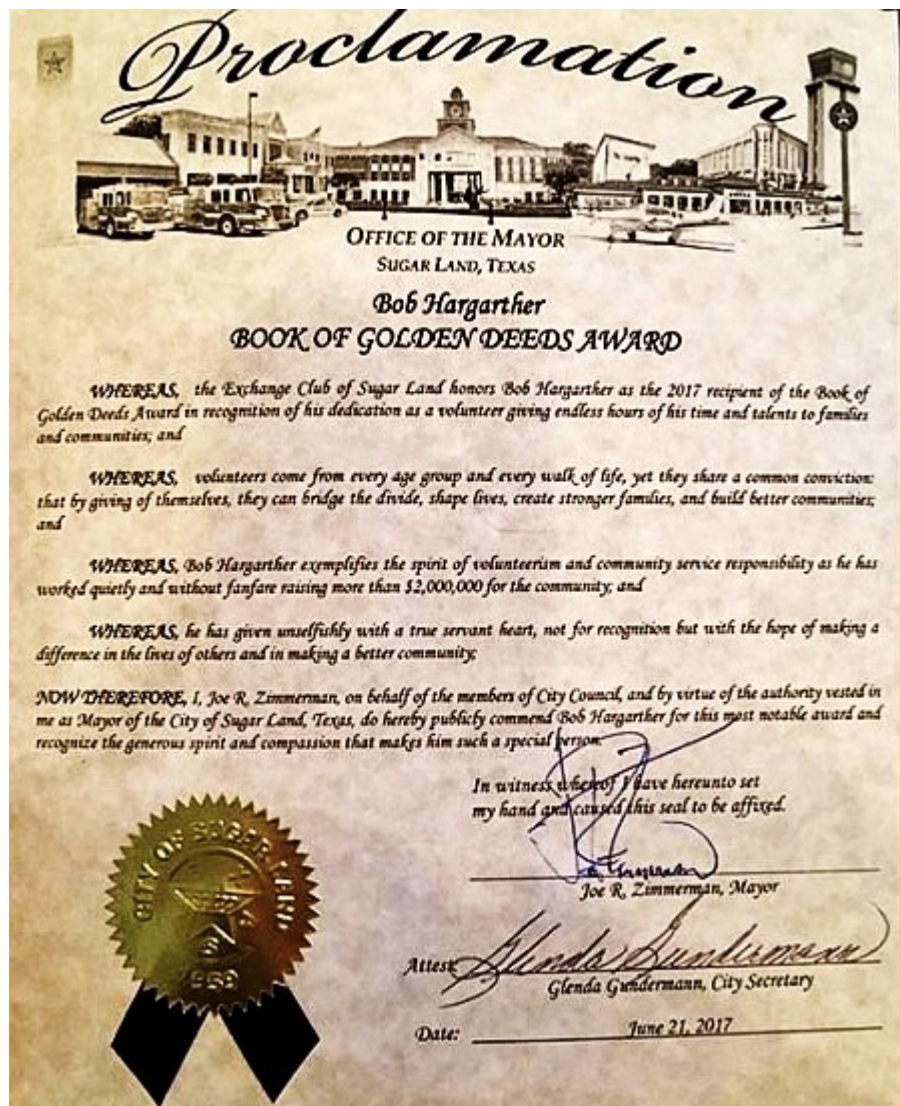 Proclamation
OFFICE OF THE MAYOR
SUGAR LAND, TEXAS
Bob Hargarther
BOOK OF GOLDEN DEEDS AWARD
WHEREAS, the Exchange Club of Sugar Land honors Bob Hargarther as the 2017 recipient of the Book of
Golden Deeds Award in recognition of his dedication as a volunteer giving endless hours of his time and talents to families
and communities; and
WHEREAS, volunteers come from every age group and every walk of life, yet they share a common conviction:
that by giving of themselves, they can bridge the divide, shape lives, create stronger families, and build better communities;
and
WHEREAS, Bob Hargarther exemplifies the spirit of volunteerism and community service responsibility as he has
worked quietly and without fanfare raising more than $2,000,000 for the community; and
WHEREAS, he has given unselfishly with a true servant heart, not for recognition but with the hope of making a
difference in the lives of others and in making a better community;
NOW THEREFORE, I, Joe R. Zimmerman, on behalf of the members of City Council, and by virtue of the authority vested in
me as Mayor of the City of Sugar Land, Texas, do hereby publicly commend Bob Hargarther for this most notable award and
recognize the generous spirit and compassion that makes him such a special person.
In witness whereof I have hereunto set
my hand and caused this seal to be affixed.
Joe R. Zimmerman, Mayor
CITY OF SUGAR LAND
1959
Glenda Gundermann
Attest:
Glenda Gundermann, City Secretary
Date: June 21, 2017